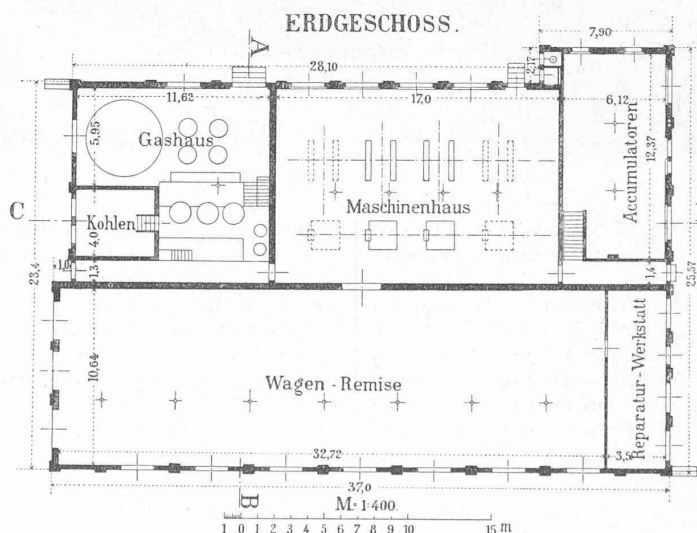 ERDGESCHOSS.
A
7,90
28,10
2,17
11,62
17,0
6,12
5,95
Gashaus
Accumulatoren
12,37
C
Kohlen
Maschinenhaus
4,0
23,4
1,0
1,3
1,4
25,57
10,64
Wagen - Remise
Reparatur-Werkstatt
32,72
3,5
37,0
B
M= 1:400.
1 0 1 2 3 4 5 6 7 8 9 10 15 m